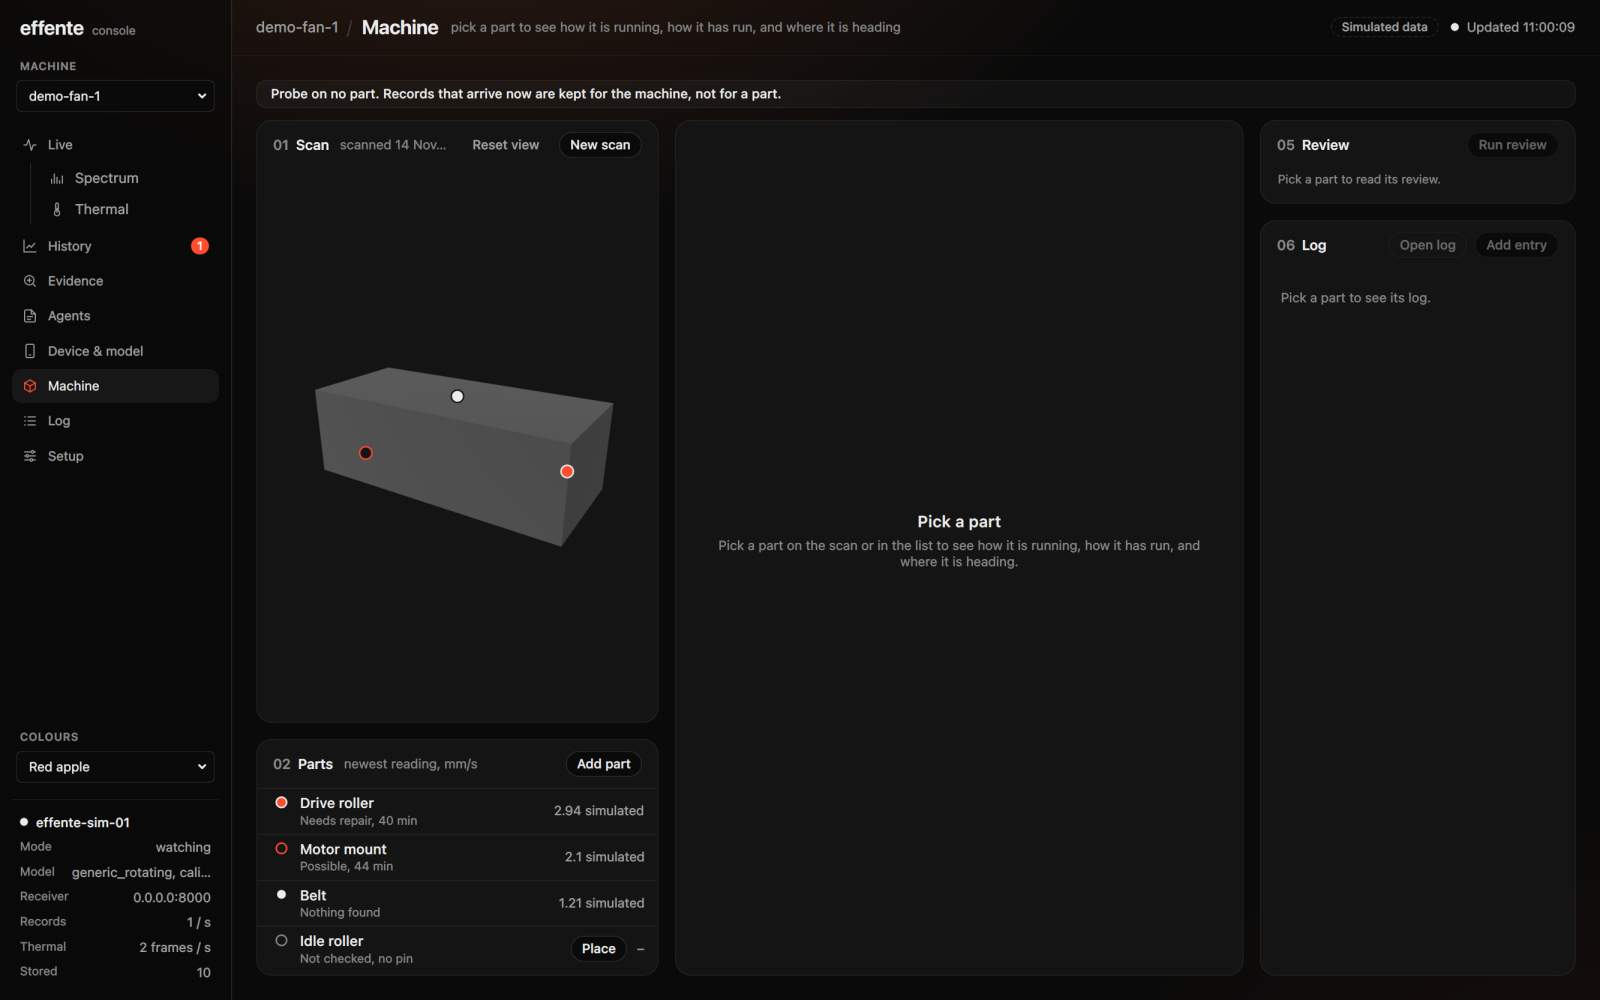 effente console
MACHINE
demo-fan-1
Live
Spectrum
Thermal
History 1
Evidence
Agents
Device & model
Machine
Log
Setup
COLOURS
Red apple
effente-sim-01
Mode watching
Model generic_rotating, cali...
Receiver 0.0.0.0:8000
Records 1 / s
Thermal 2 frames / s
Stored 10
demo-fan-1 / Machine pick a part to see how it is running, how it has run, and where it is heading
Simulated data Updated 11:00:09
Probe on no part. Records that arrive now are kept for the machine, not for a part.
01 Scan scanned 14 Nov... Reset view New scan
02 Parts newest reading, mm/s Add part
Drive roller 2.94 simulated
Needs repair, 40 min
Motor mount 2.1 simulated
Possible, 44 min
Belt 1.21 simulated
Nothing found
Idle roller Place –
Not checked, no pin
Pick a part
Pick a part on the scan or in the list to see how it is running, how it has run, and
where it is heading.
05 Review Run review
Pick a part to read its review.
06 Log Open log Add entry
Pick a part to see its log.